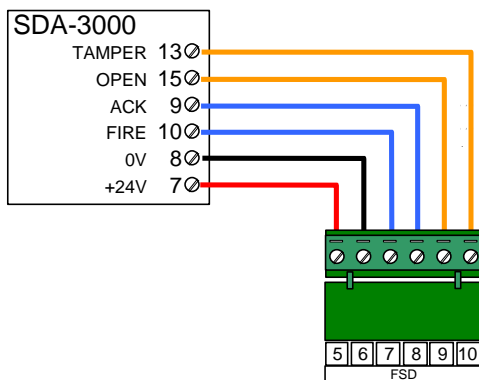 SDA-3000
TAMPER 13
OPEN 15
ACK 9
FIRE 10
0V 8
+24V 7
5 6 7 8 9 10
FSD